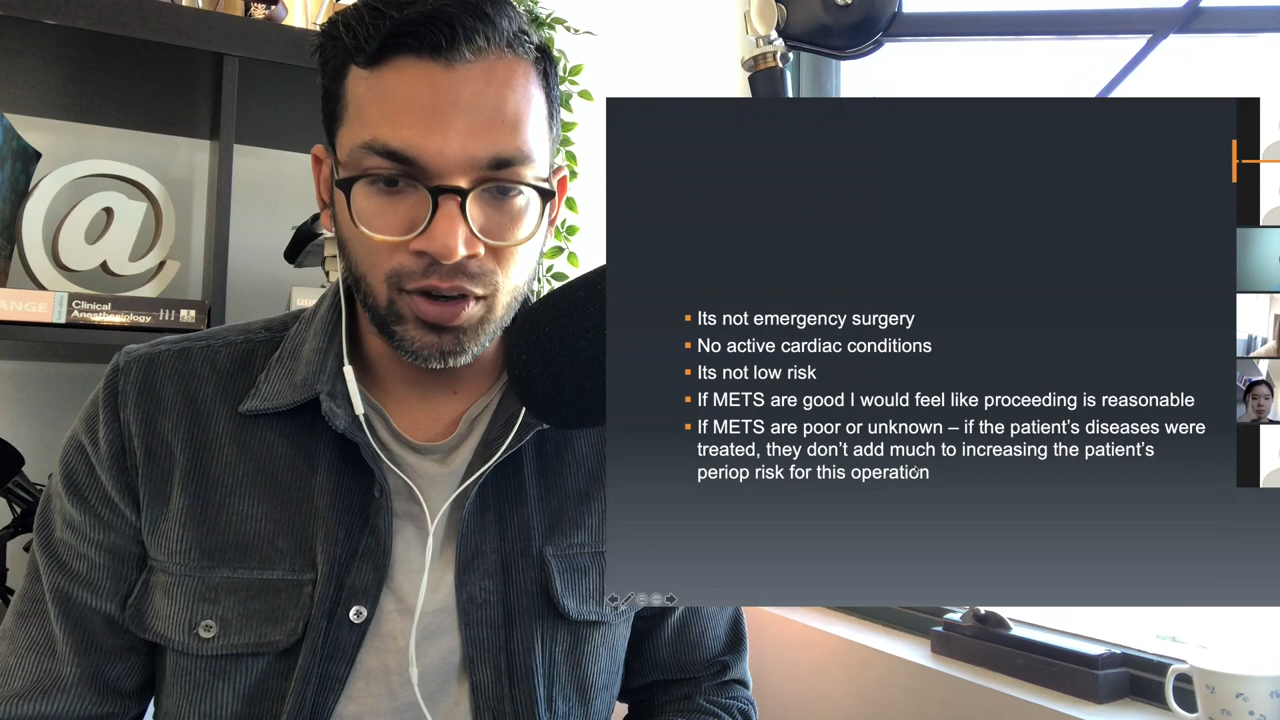 @
ANGE
Clinical
Anesthesiology
Its not emergency surgery
No active cardiac conditions
Its not low risk
If METS are good I would feel like proceeding is reasonable
If METS are poor or unknown – if the patient’s diseases were
treated, they don’t add much to increasing the patient’s
periop risk for this operation